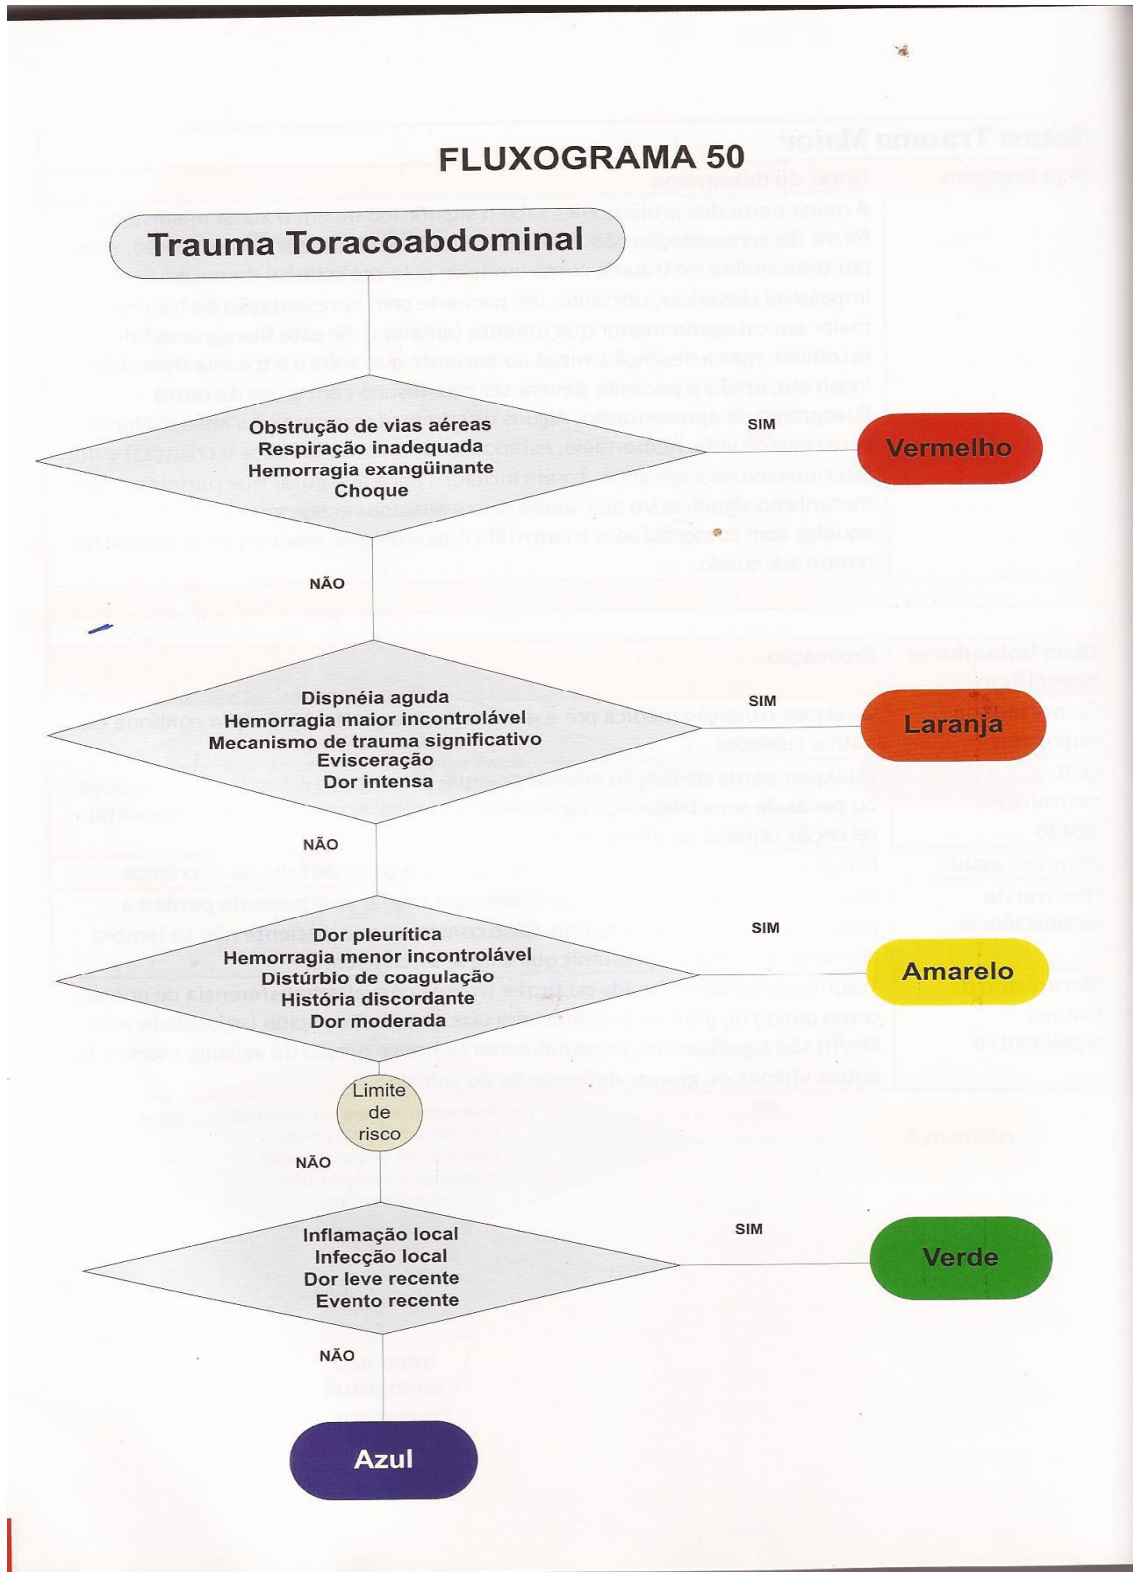 FLUXOGRAMA 50
Trauma Toracoabdominal
Obstrução de vias aéreas
Respiração inadequada
Hemorragia exangüinante
Choque
SIM
Vermelho
NÃO
Dispnéia aguda
Hemorragia maior incontrolável
Mecanismo de trauma significativo
Evisceração
Dor intensa
SIM
Laranja
NÃO
Dor pleurítica
Hemorragia menor incontrolável
Distúrbio de coagulação
História discordante
Dor moderada
SIM
Amarelo
Limite
de
risco
NÃO
Inflamação local
Infecção local
Dor leve recente
Evento recente
SIM
Verde
NÃO
Azul